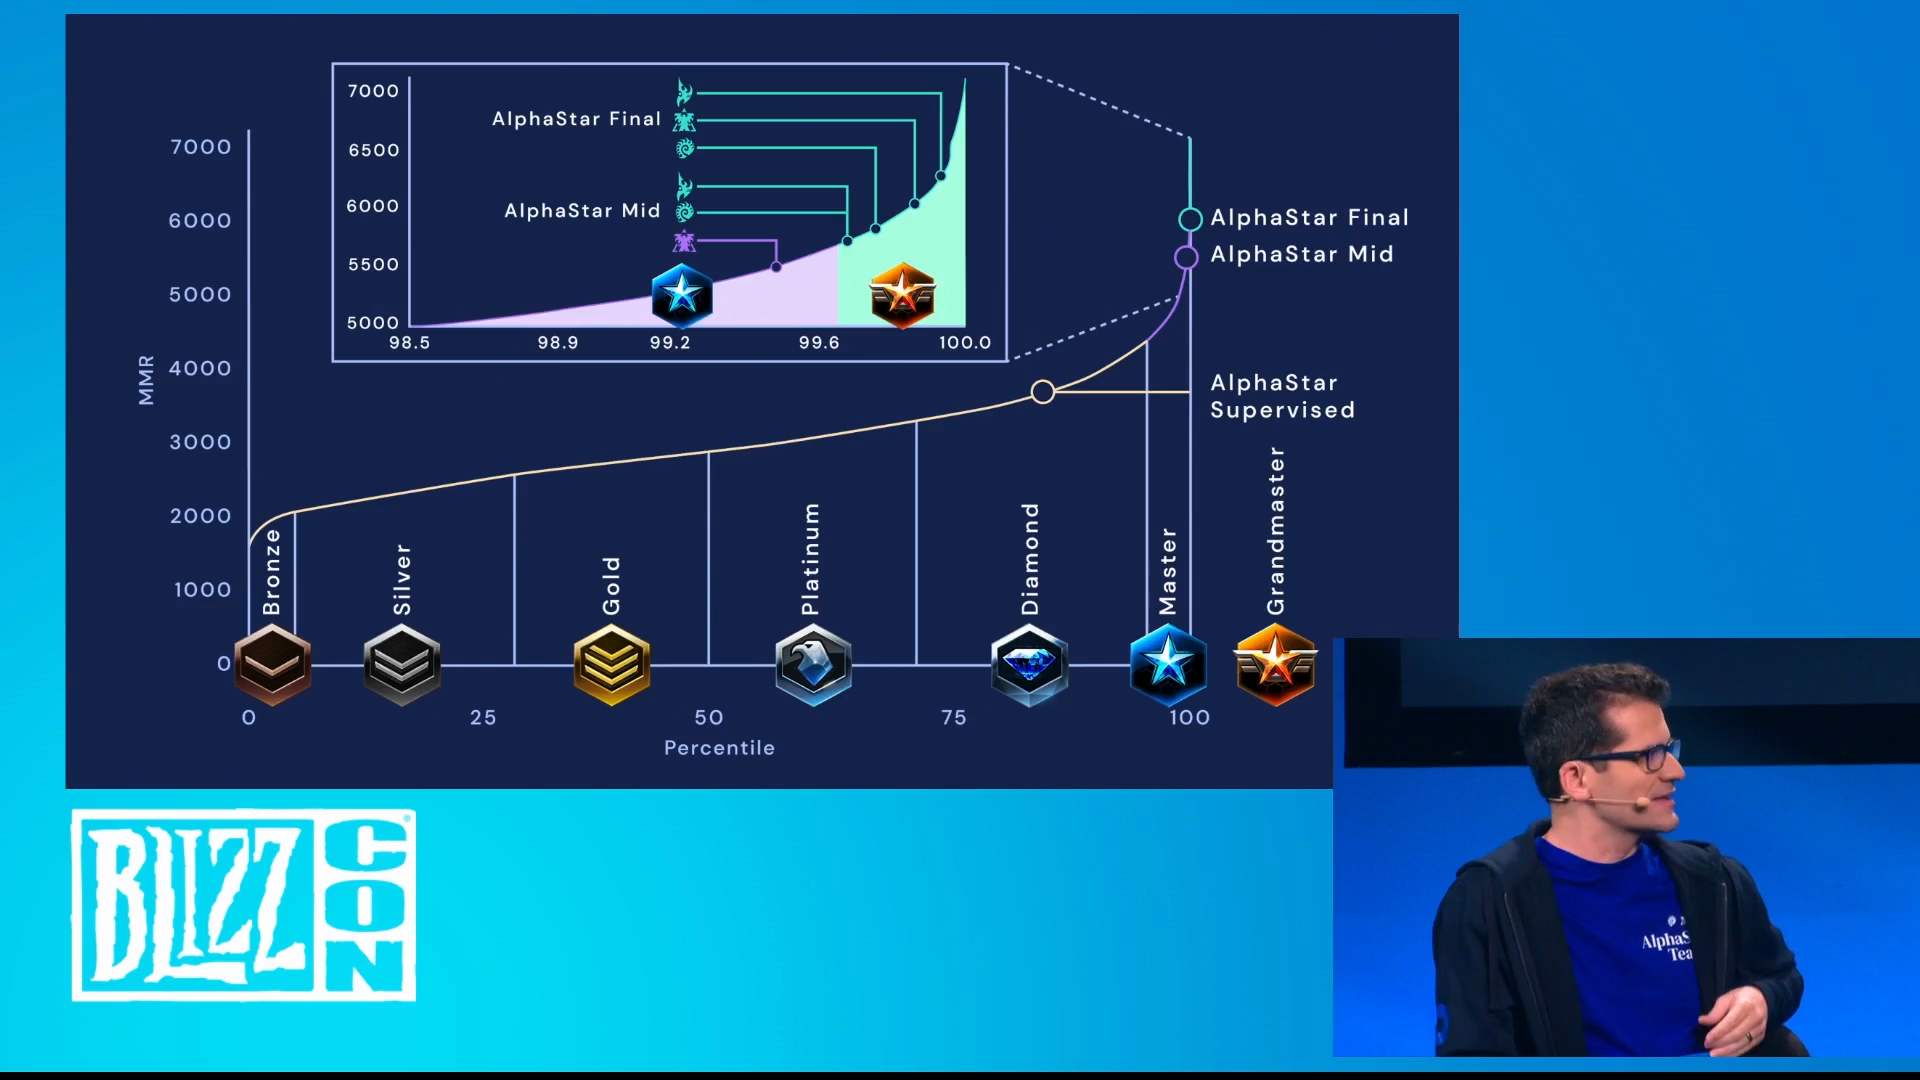 7000
6500
6000
5500
5000
98.5
98.9
99.2
99.6
100.0
AlphaStar Final
AlphaStar Mid
7000
6000
5000
4000
3000
2000
1000
0
MMR
AlphaStar Final
AlphaStar Mid
AlphaStar
Supervised
Bronze
Silver
Gold
Platinum
Diamond
Master
Grandmaster
0
25
50
75
100
Percentile
BLIZZ
CON